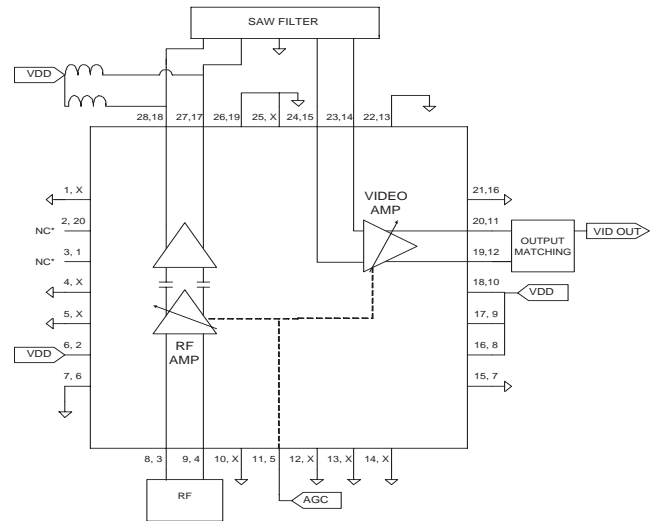 SAW FILTER
VDD
28,18
27,17
26,19
25, X
24,15
23,14
22,13
1, X
2, 20
NC*
3, 1
NC*
4, X
5, X
VDD
6, 2
7, 6
VIDEO
AMP
RF
AMP
21,16
20,11
19,12
OUTPUT
MATCHING
VID OUT
18,10
VDD
17, 9
16, 8
15, 7
8, 3
9, 4
10, X
11, 5
12, X
13, X
14, X
RF
AGC